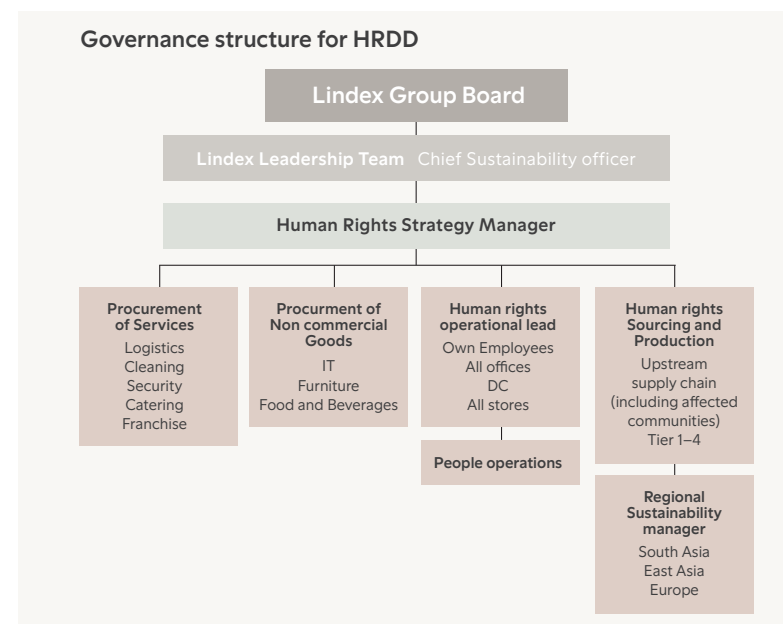 Governance structure for HRDD
Lindex Group Board
Lindex Leadership Team Chief Sustainability officer
Human Rights Strategy Manager
Procurement
of Services
Logistics
Cleaning
Security
Catering
Franchise
Procurment of
Non commercial
Goods
IT
Furniture
Food and Beverages
Human rights
operational lead
Own Employees
All offices
DC
All stores
People operations
Human rights
Sourcing and
Production
Upstream
supply chain
(including affected
communities)
Tier 1–4
Regional
Sustainability
manager
South Asia
East Asia
Europe